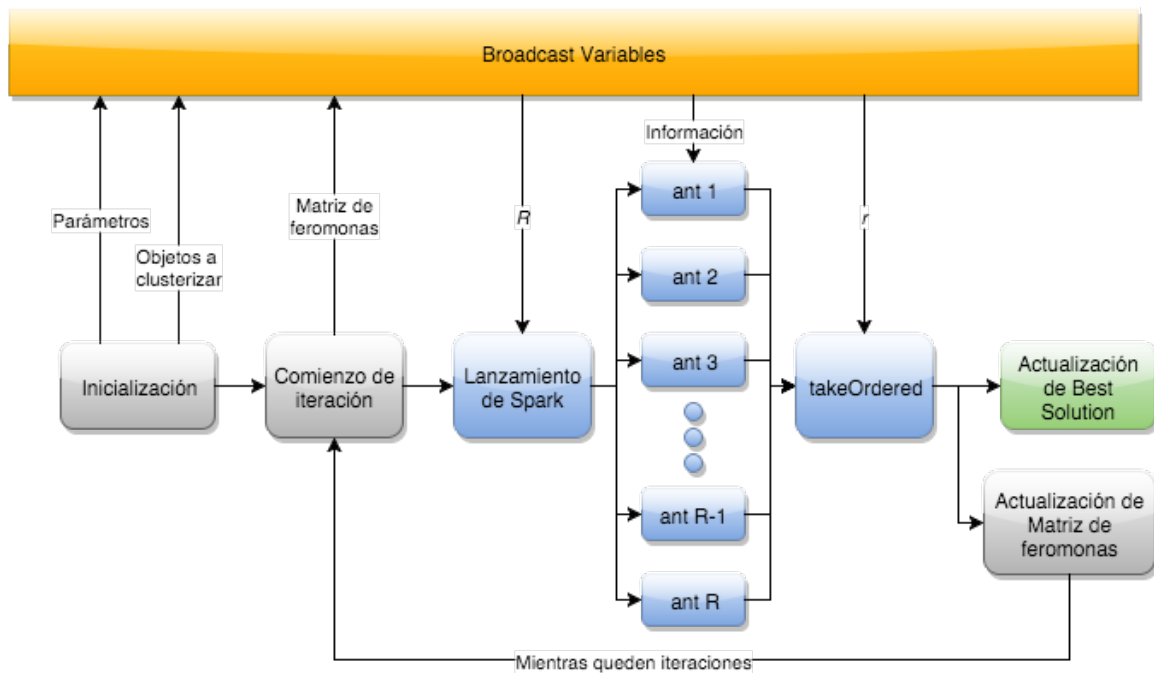 Broadcast Variables
Parámetros
Objetos a
clusterizar
Matriz de
feromonas
R
Información
r
Inicialización
Comienzo de
iteración
Lanzamiento
de Spark
ant 1
ant 2
ant 3
ant R-1
ant R
takeOrdered
Actualización
de Best
Solution
Actualización de
Matriz de
feromonas
Mientras queden iteraciones